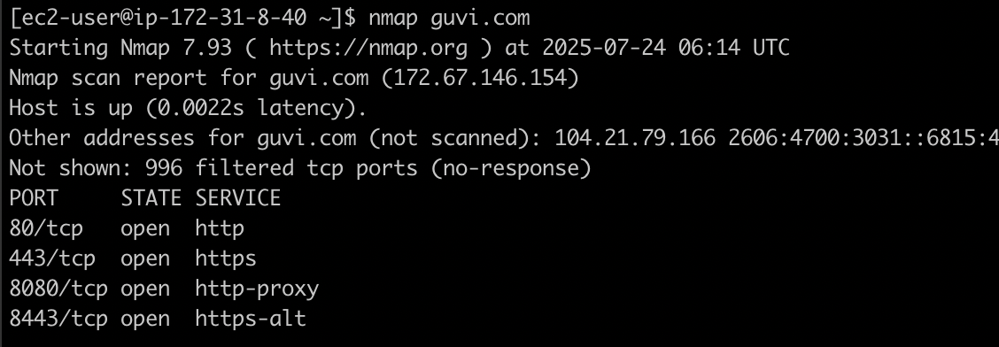 [ec2-user@ip-172-31-8-40 ~]$ nmap guvi.com
Starting Nmap 7.93 ( https://nmap.org ) at 2025-07-24 06:14 UTC
Nmap scan report for guvi.com (172.67.146.154)
Host is up (0.0022s latency).
Other addresses for guvi.com (not scanned): 104.21.79.166 2606:4700:3031::6815:4
Not shown: 996 filtered tcp ports (no-response)
PORT     STATE SERVICE
80/tcp   open  http
443/tcp  open  https
8080/tcp open  http-proxy
8443/tcp open  https-alt